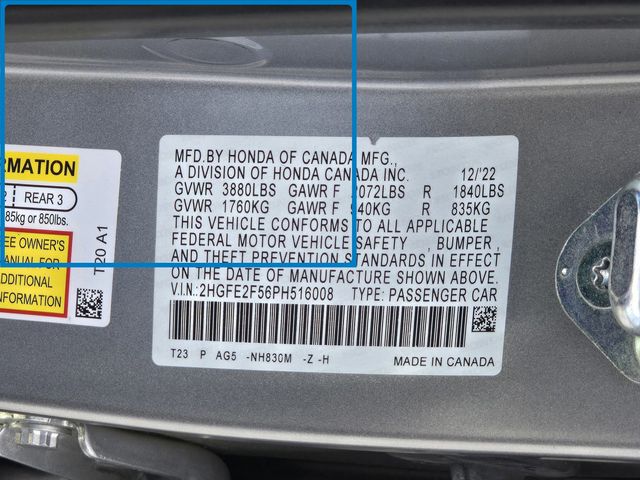 RMATION
REAR 3
85kg or 850lbs.
EE OWNER'S
ANUAL FOR
ADDITIONAL
FORMATION
T20 A1
MFD.BY HONDA OF CANADA MFG.,
A DIVISION OF HONDA CANADA INC. 12/'22
GVWR 3880LBS GAWR F 2072LBS R 1840LBS
GVWR 1760KG GAWR F 940KG R 835KG
THIS VEHICLE CONFORMS TO ALL APPLICABLE
FEDERAL MOTOR VEHICLE SAFETY , BUMPER ,
AND THEFT PREVENTION STANDARDS IN EFFECT
ON THE DATE OF MANUFACTURE SHOWN ABOVE.
V.I.N.: 2HGFE2F56PH516008 TYPE: PASSENGER CAR
T23 P AG5 -NH830M -Z -H MADE IN CANADA